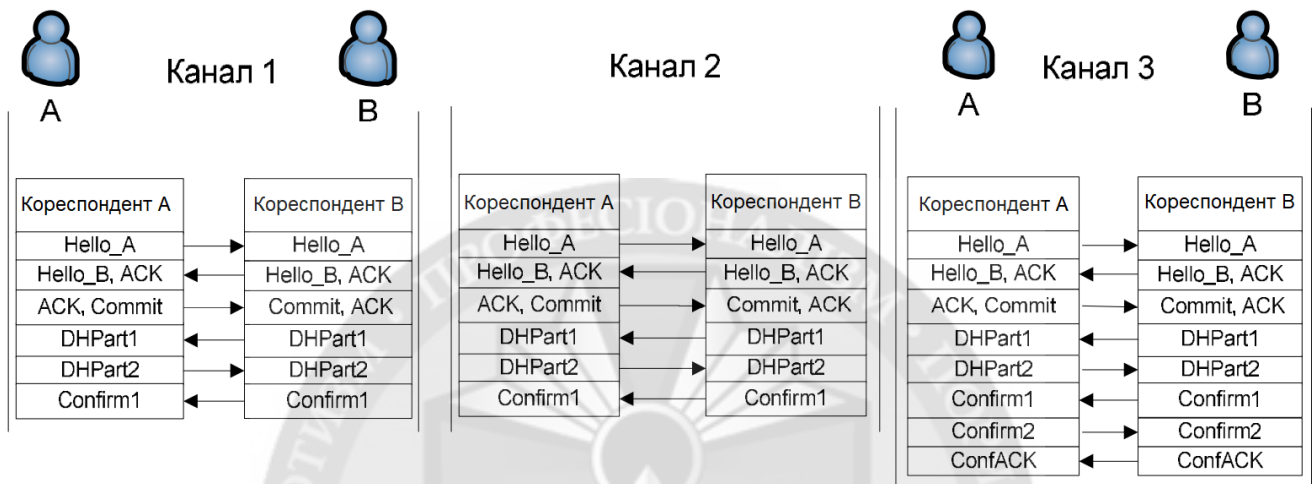 Канал 1
A
B
Кореспондент A
Кореспондент B
Hello_A
Hello_A
Hello_B, ACK
Hello_B, ACK
ACK, Commit
Commit, ACK
DHPart1
DHPart1
DHPart2
DHPart2
Confirm1
Confirm1
Канал 2
Кореспондент A
Кореспондент B
Hello_A
Hello_A
Hello_B, ACK
Hello_B, ACK
ACK, Commit
Commit, ACK
DHPart1
DHPart1
DHPart2
DHPart2
Confirm1
Confirm1
Канал 3
A
B
Кореспондент A
Кореспондент B
Hello_A
Hello_A
Hello_B, ACK
Hello_B, ACK
ACK, Commit
Commit, ACK
DHPart1
DHPart1
DHPart2
DHPart2
Confirm1
Confirm1
Confirm2
Confirm2
ConfACK
ConfACK